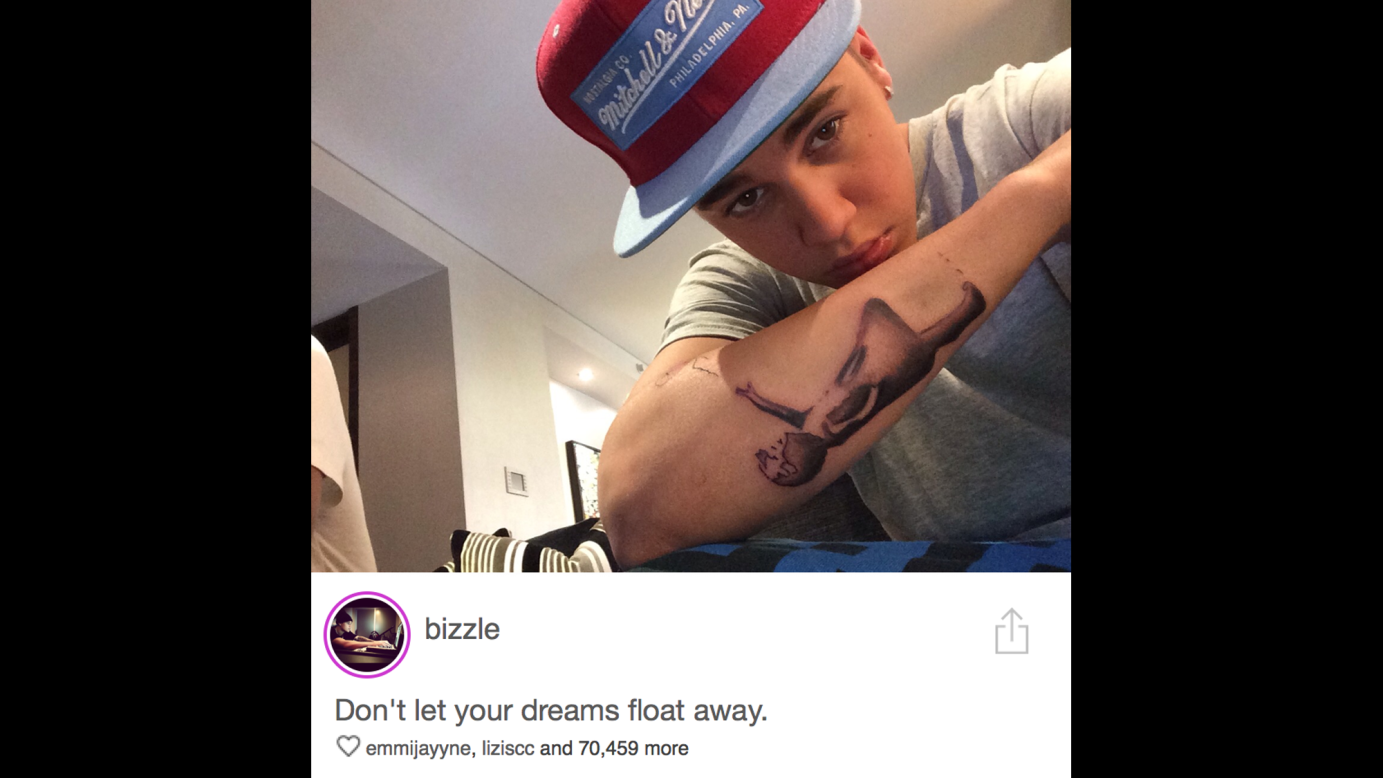 NOSTALGIA CO.
Mitchell & Ne
PHILADELPHIA, PA.
bizzle
Don't let your dreams float away.
emmijayyne, liziscc and 70,459 more